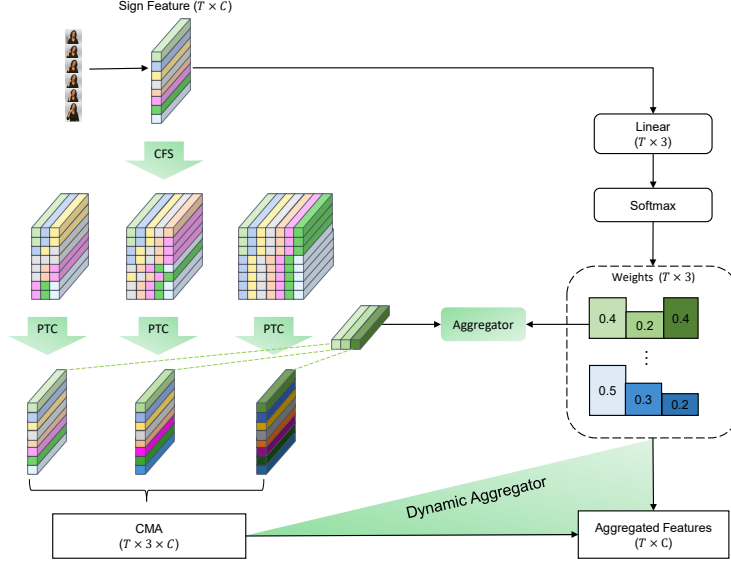 Sign Feature (T × C)
CFS
Linear
(T × 3)
Softmax
Weights (T × 3)
PTC
PTC
PTC
Aggregator
0.4
0.2
0.4
⋮
0.5
0.3
0.2
Dynamic Aggregator
CMA
(T × 3 × C)
Aggregated Features
(T × C)